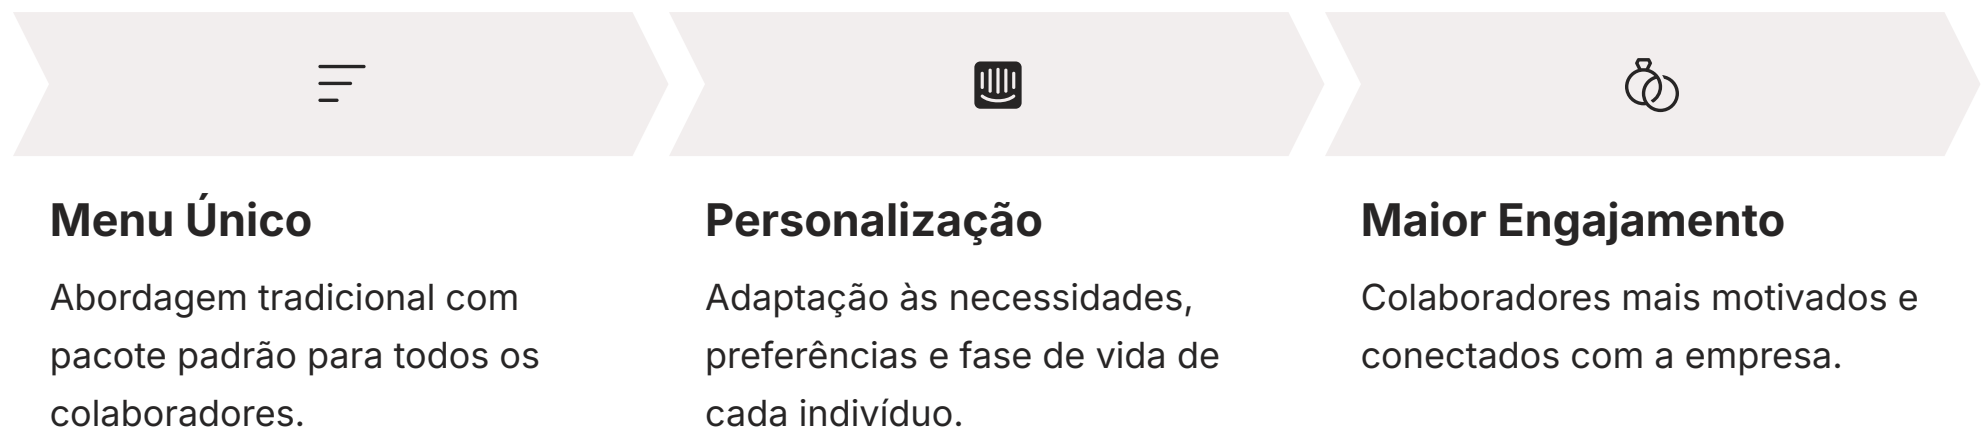 Menu Único
Abordagem tradicional com
pacote padrão para todos os
colaboradores.
Personalização
Adaptação às necessidades,
preferências e fase de vida de
cada indivíduo.
Maior Engajamento
Colaboradores mais motivados e
conectados com a empresa.